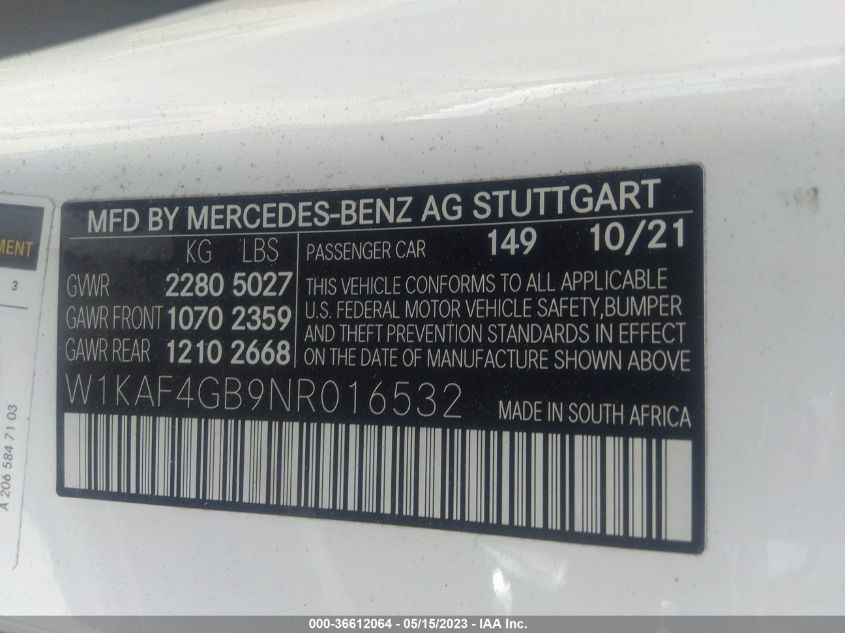 MENT
3
A 206 584 71 03
MFD BY MERCEDES-BENZ AG STUTTGART
KG LBS
GVWR 2280 5027
GAWR FRONT 1070 2359
GAWR REAR 1210 2668
PASSENGER CAR 149 10/21
THIS VEHICLE CONFORMS TO ALL APPLICABLE
U.S. FEDERAL MOTOR VEHICLE SAFETY,BUMPER
AND THEFT PREVENTION STANDARDS IN EFFECT
ON THE DATE OF MANUFACTURE SHOWN ABOVE
W1KAF4GB9NR016532
MADE IN SOUTH AFRICA
000-36612064 - 05/15/2023 - IAA Inc.